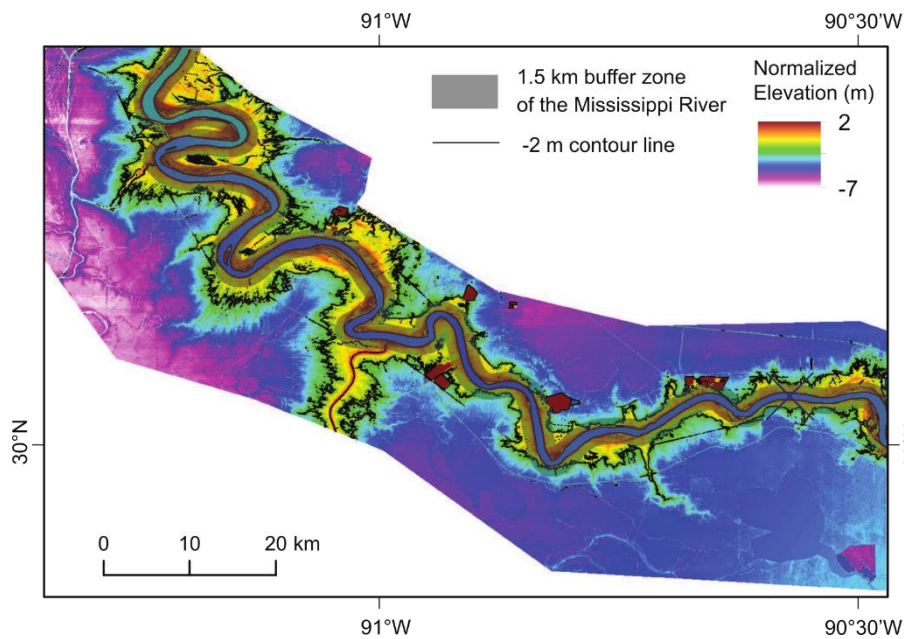 91°W
90°30'W
1.5 km buffer zone
of the Mississippi River
-2 m contour line
Normalized
Elevation (m)
2
-7
30°N
0 10 20 km
91°W
90°30'W